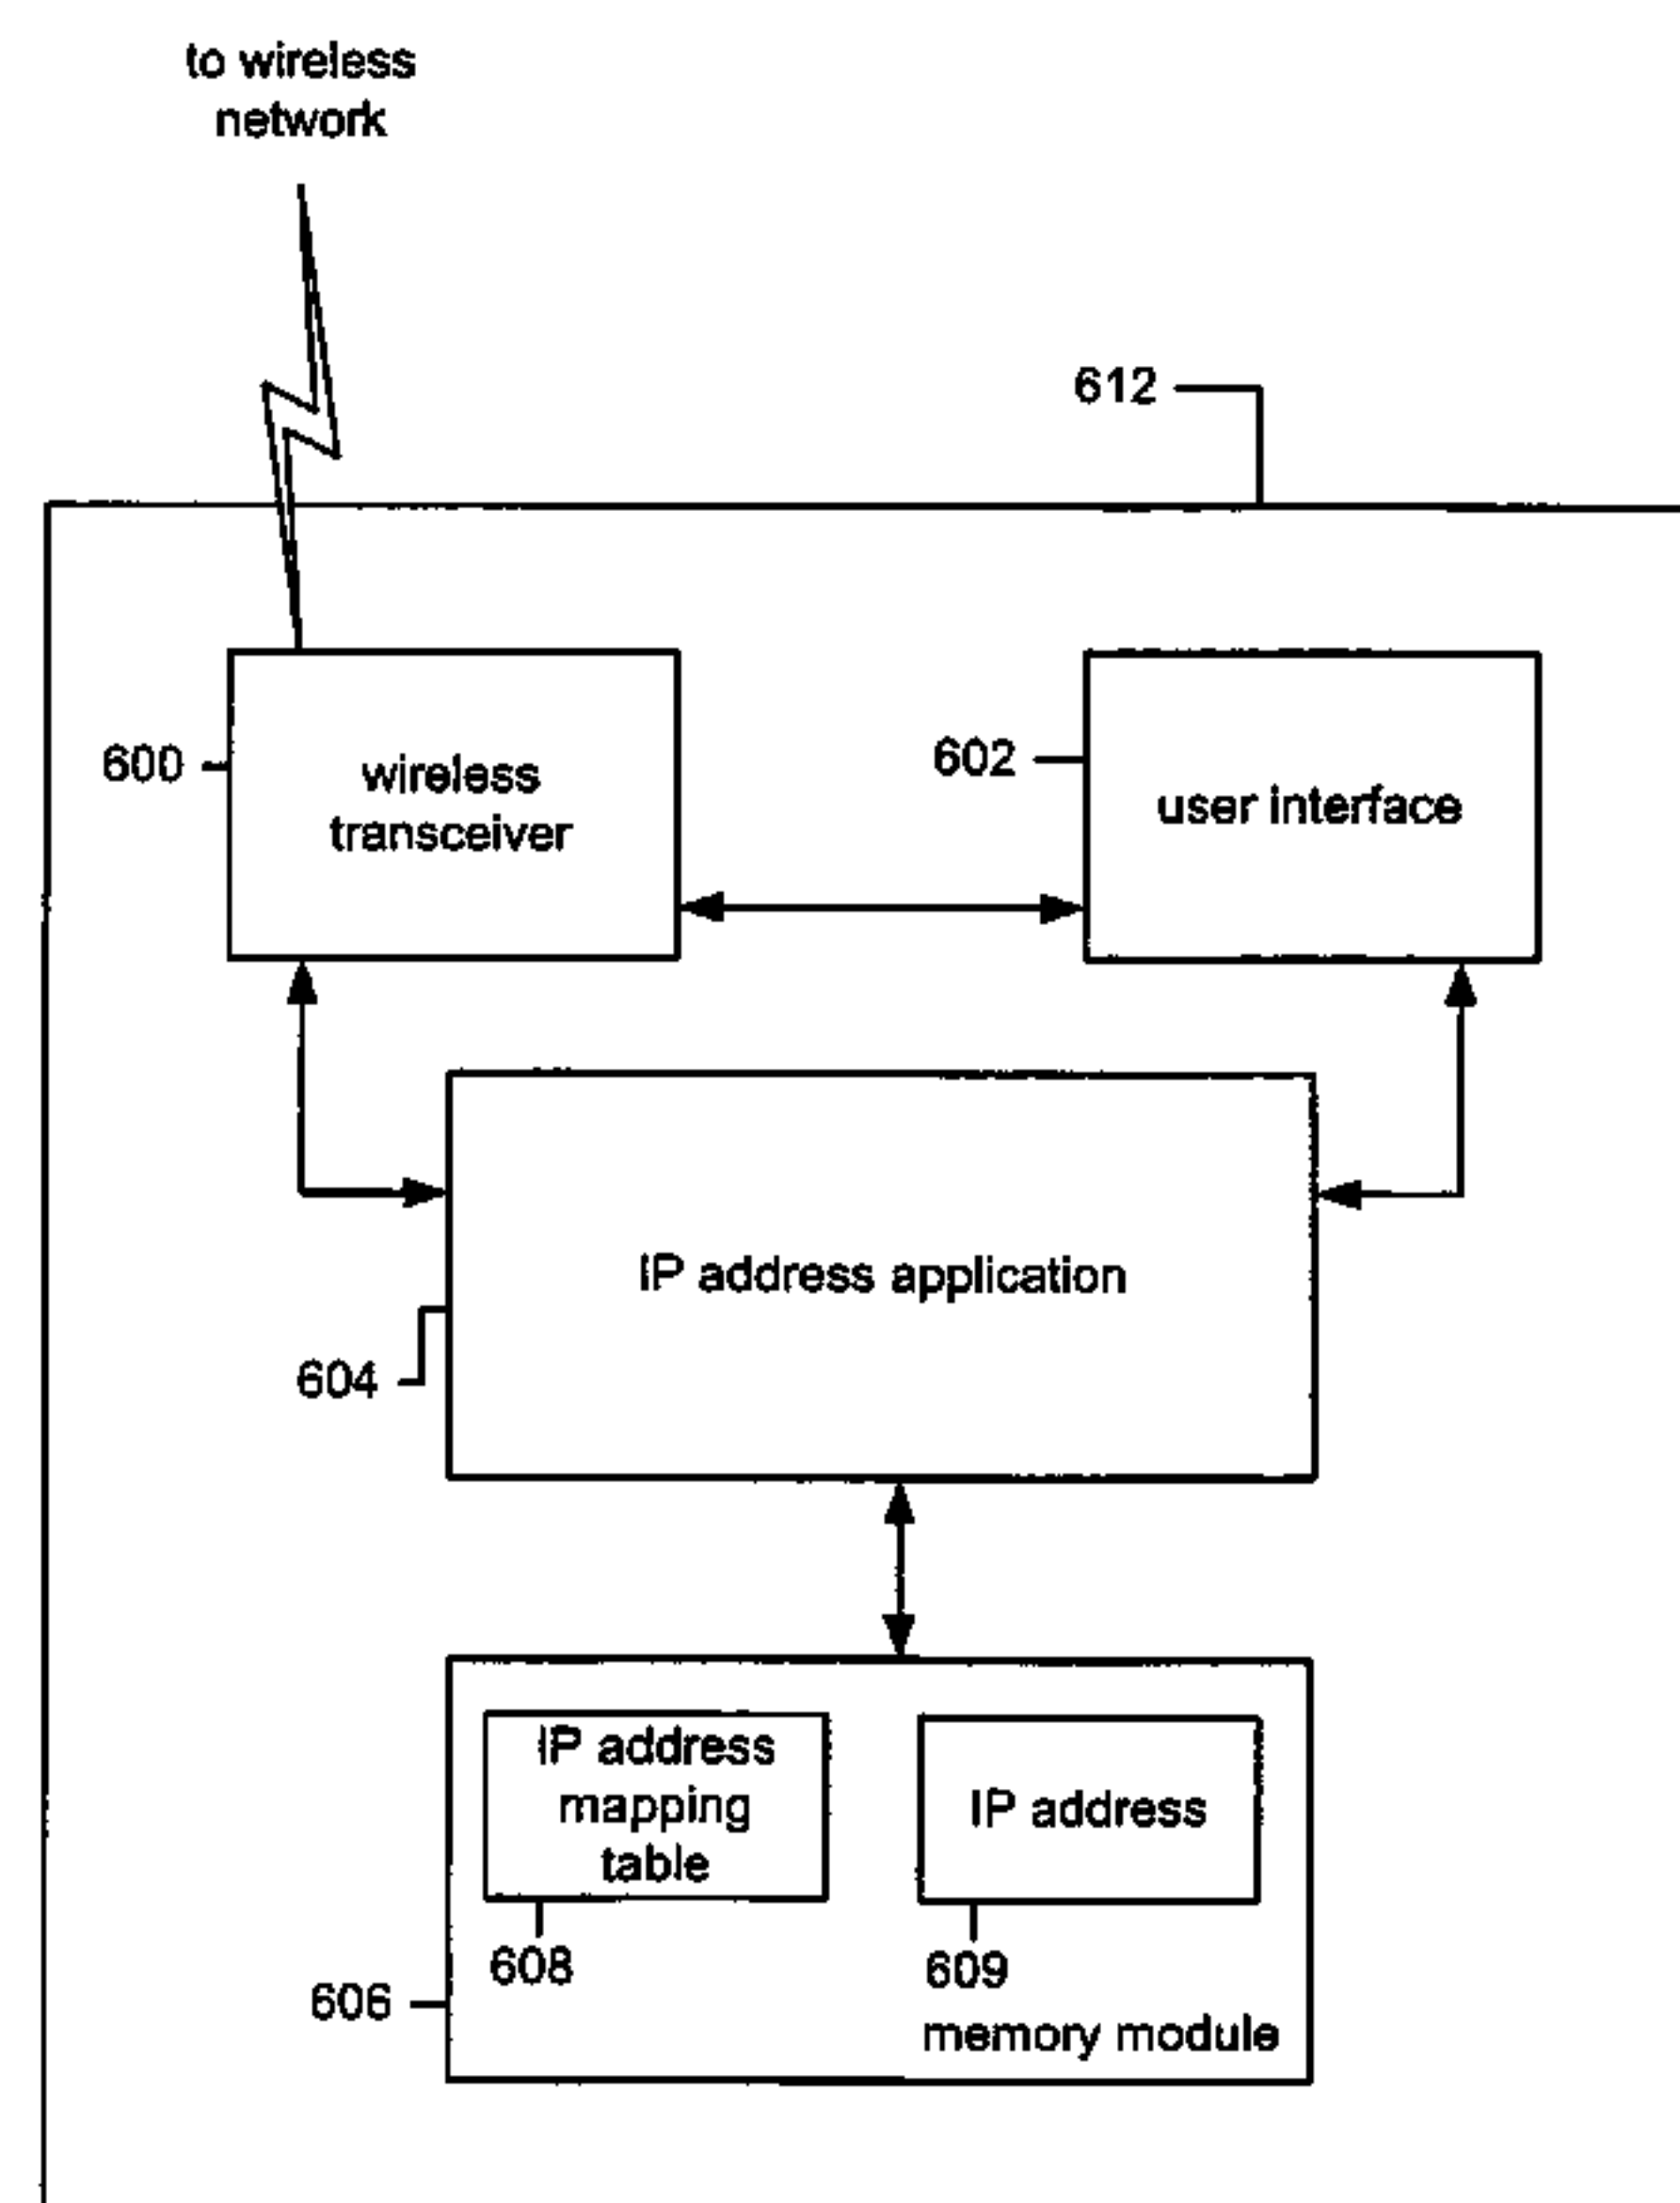 to wireless
network
612
600
wireless
transceiver
602
user interface
IP address application
604
IP address
mapping
table
IP address
608
609
606
memory module